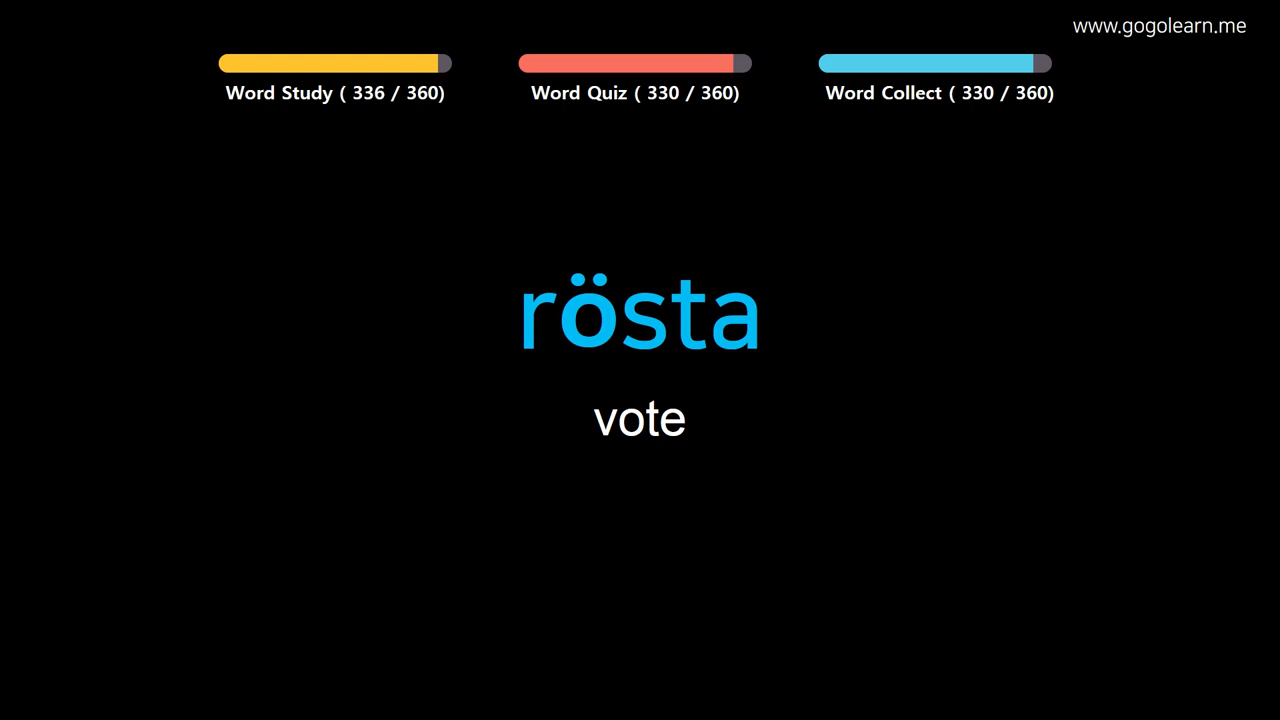 www.gogolearn.me
Word Study ( 336 / 360)
Word Quiz ( 330 / 360)
Word Collect ( 330 / 360)
rösta
vote